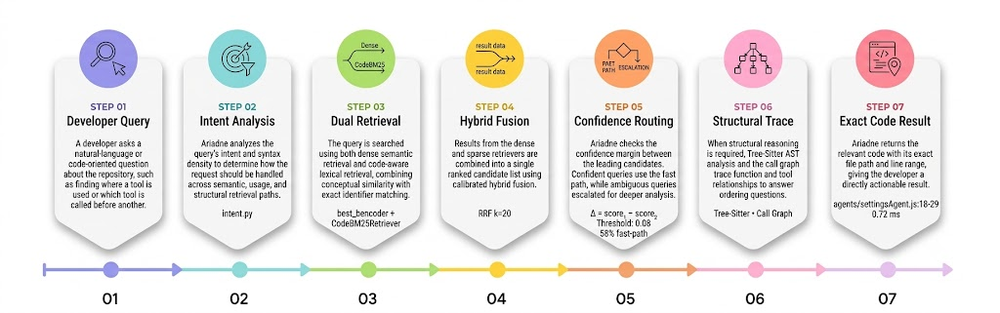 STEP 01
Developer Query
A developer asks a
natural-language or
code-oriented question
about the repository, such
as finding where a tool is
used or which tool is
called before another.
STEP 02
Intent Analysis
Ariadne analyzes the
query's intent and syntax
density to determine how the
request should be handled
across semantic, usage, and
structural retrieval paths.
intent.py
Dense
CodeBM25
STEP 03
Dual Retrieval
The query is searched
using both dense semantic
retrieval and code-aware
lexical retrieval, combining
conceptual similarity with
exact identifier matching.
best_bencoder +
CodeBM25Retriever
result data
result data
STEP 04
Hybrid Fusion
Results from the dense
and sparse retrievers are
combined into a single
ranked candidate list using
calibrated hybrid fusion.
RRF k=20
PAET
PATH
ESCALATION
STEP 05
Confidence Routing
Ariadne checks the
confidence margin between
the leading candidates.
Confident queries use the fast
path, while ambiguous queries
escalated for deeper analysis.
Δ = score₁ − score₂
Threshold: 0.08
58% fast-path
STEP 06
Structural Trace
When structural reasoning
is required, Tree-Sitter AST
analysis and the call graph
trace function and tool
relationships to answer
ordering questions.
Tree-Sitter • Call Graph
STEP 07
Exact Code Result
Ariadne returns the
relevant code with its exact
file path and line range,
giving the developer a
directly actionable result.
agents/settingsAgent.js:18-29
0.72 ms
01
02
03
04
05
06
07